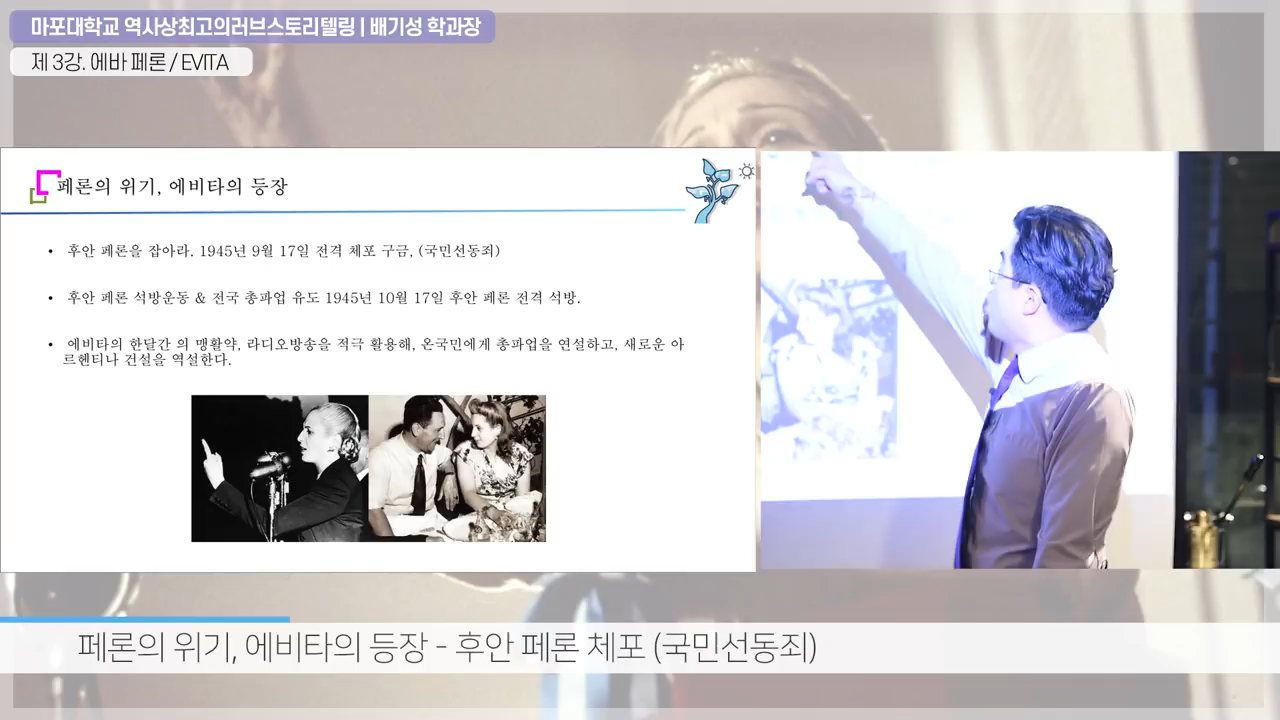 마포대학교 역사상최고의러브스토리텔링 | 배기성 학과장
제 3강. 에바 페론 / EVITA
페론의 위기, 에비타의 등장
• 후안 페론을 잡아라. 1945년 9월 17일 전격 체포 구금, (국민선동죄)
• 후안 페론 석방운동 & 전국 총파업 유도 1945년 10월 17일 후안 페론 전격 석방.
• 에비타의 한달간 의 맹활약, 라디오방송을 적극 활용해, 온국민에게 총파업을 연설하고, 새로운 아
르헨티나 건설을 역설한다.
페론의 위기, 에비타의 등장 - 후안 페론 체포 (국민선동죄)